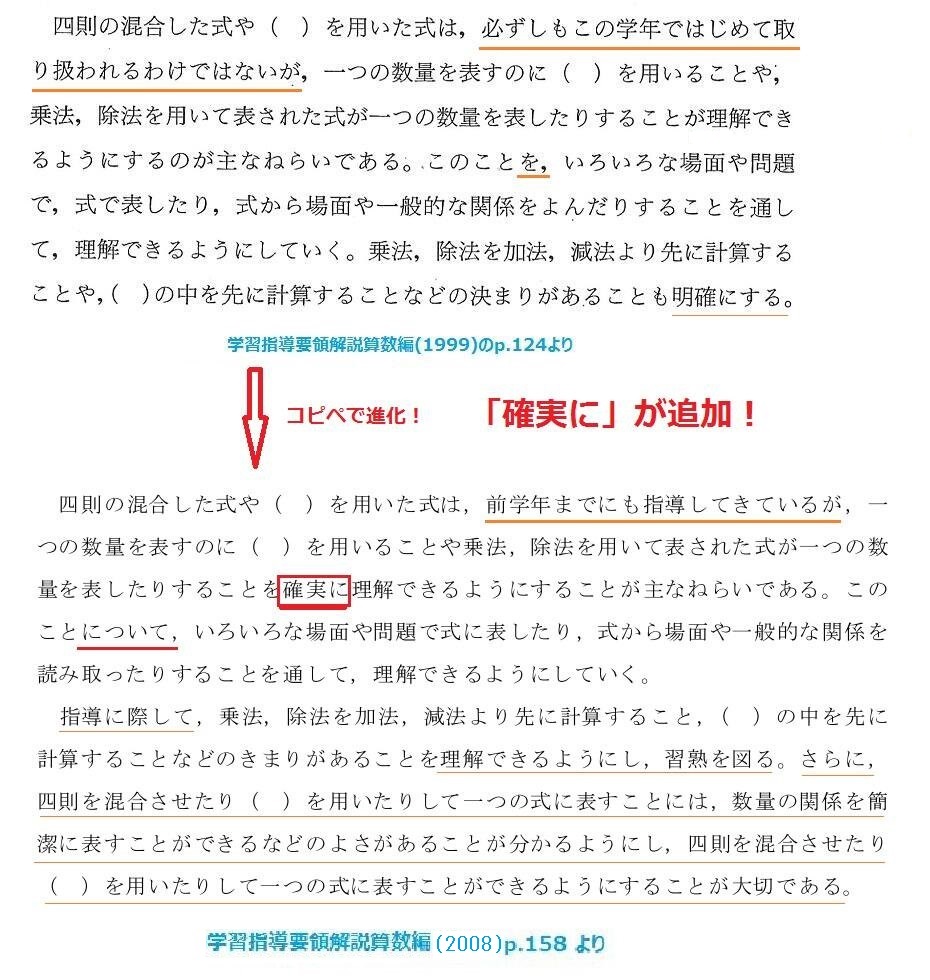 四則の混合した式や（　）を用いた式は，必ずしもこの学年ではじめて取
り扱われるわけではないが，一つの数量を表すのに（　）を用いることや，
乗法，除法を用いて表された式が一つの数量を表したりすることが理解でき
るようにするのが主なねらいである。このことを，いろいろな場面や問題
で，式で表したり，式から場面や一般的な関係をよんだりすることを通し
て，理解できるようにしていく。乗法，除法を加法，減法より先に計算する
ことや，（　）の中を先に計算することなどの決まりがあることも明確にする。
学習指導要領解説算数編(1999)のp.124より
コピペで進化！
「確実に」が追加！
四則の混合した式や（　）を用いた式は，前学年までにも指導してきているが，一
つの数量を表すのに（　）を用いることや乗法，除法を用いて表された式が一つの数
量を表したりすることを確実に理解できるようにすることが主なねらいである。この
ことについて，いろいろな場面や問題で式に表したり，式から場面や一般的な関係を
読み取ったりすることを通して，理解できるようにしていく。
指導に際して，乗法，除法を加法，減法より先に計算すること，（　）の中を先に
計算することなどのきまりがあることを理解できるようにし，習熟を図る。さらに，
四則を混合させたり（　）を用いたりして一つの式に表すことには，数量の関係を簡
潔に表すことができるなどのよさがあることが分かるようにし，四則を混合させたり
（　）を用いたりして一つの式に表すことができるようにすることが大切である。
学習指導要領解説算数編(2008)p.158 より